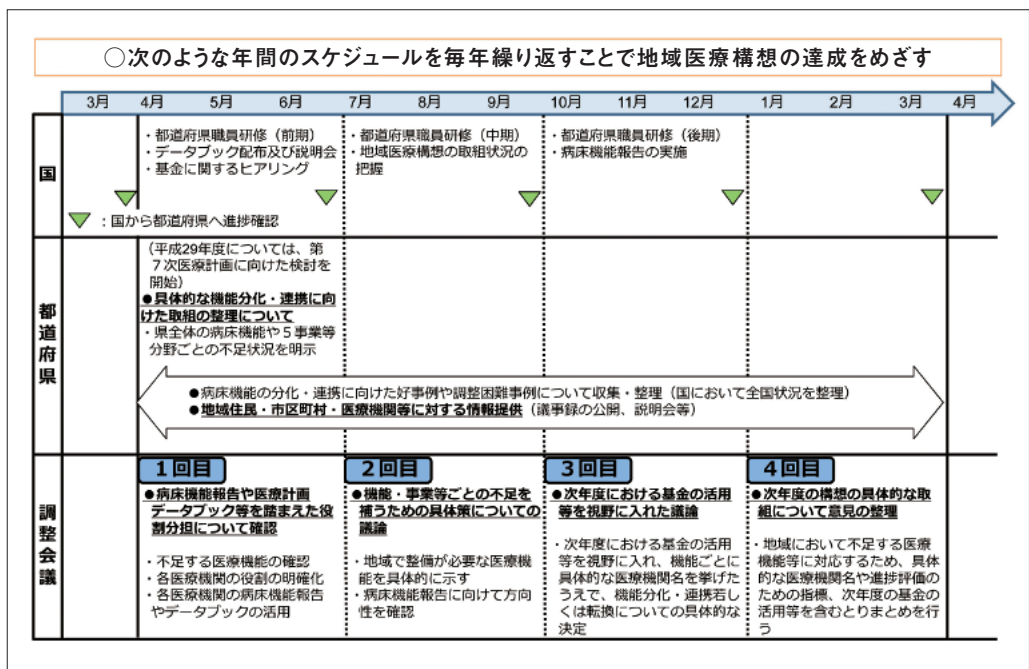 ○次のような年間のスケジュールを毎年繰り返すことで地域医療構想の達成をめざす
3月 4月 5月 6月 7月 8月 9月 10月 11月 12月 1月 2月 3月 4月
国
・都道府県職員研修（前期）
・データブック配布及び説明会
・基金に関するヒアリング
・都道府県職員研修（中期）
・地域医療構想の取組状況の
把握
・都道府県職員研修（後期）
・病床機能報告の実施
▼：国から都道府県へ進捗確認
都道府県
（平成29年度については、第
７次医療計画に向けた検討を
開始）
●具体的な機能分化・連携に向
けた取組の整理について
・県全体の病床機能や５事業等
分野ごとの不足状況を明示
●病床機能の分化・連携に向けた好事例や調整困難事例について収集・整理（国において全国状況を整理）
●地域住民・市区町村・医療機関等に対する情報提供（議事録の公開、説明会等）
調整会議
１回目
●病床機能報告や医療計画
データブック等を踏まえた役
割分担について確認
・不足する医療機能の確認
・各医療機関の役割の明確化
・各医療機関の病床機能報告
やデータブックの活用
２回目
●機能・事業等ごとの不足を
補うための具体策についての
議論
・地域で整備が必要な医療機
能を具体的に示す
・病床機能報告に向けて方向
性を確認
３回目
●次年度における基金の活用
等を視野に入れた議論
・次年度における基金の活用
等を視野に入れ、機能ごとに
具体的な医療機関名を挙げた
うえで、機能分化・連携若し
くは転換についての具体的な
決定
４回目
●次年度の構想の具体的な取
組について意見の整理
・地域において不足する医療
機能等に対応するため、具体
的な医療機関名や進捗評価の
ための指標、次年度の基金の
活用等を含むとりまとめを行
う